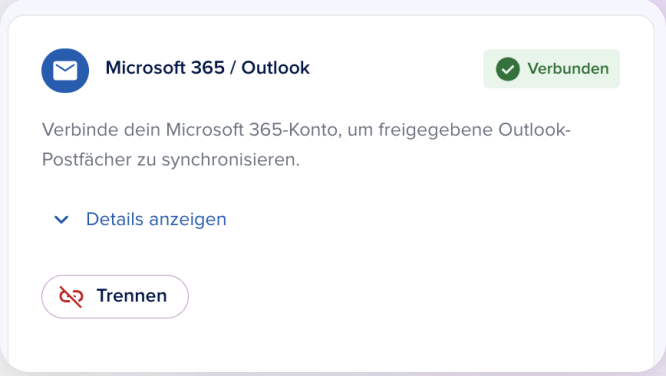 Microsoft 365 / Outlook
Verbunden
Verbinde dein Microsoft 365-Konto, um freigegebene Outlook-
Postfächer zu synchronisieren.
Details anzeigen
Trennen